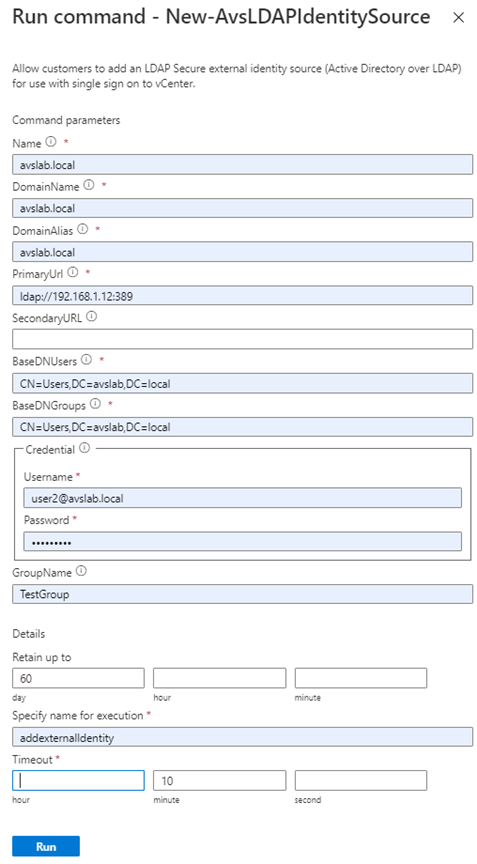 Run command - New-AvsLDAPIdentitySource
Allow customers to add an LDAP Secure external identity source (Active Directory over LDAP)
for use with single sign on to vCenter.
Command parameters
Name *
avslab.local
DomainName *
avslab.local
DomainAlias *
avslab.local
PrimaryUrl *
ldap://192.168.1.12:389
SecondaryURL
BaseDNUsers *
CN=Users,DC=avslab,DC=local
BaseDNGroups *
CN=Users,DC=avslab,DC=local
Credential
Username *
user2@avslab.local
Password *
•••••••••
GroupName
TestGroup
Details
Retain up to
60
day hour minute
Specify name for execution *
addexternalIdentity
Timeout *
10
hour minute second
Run